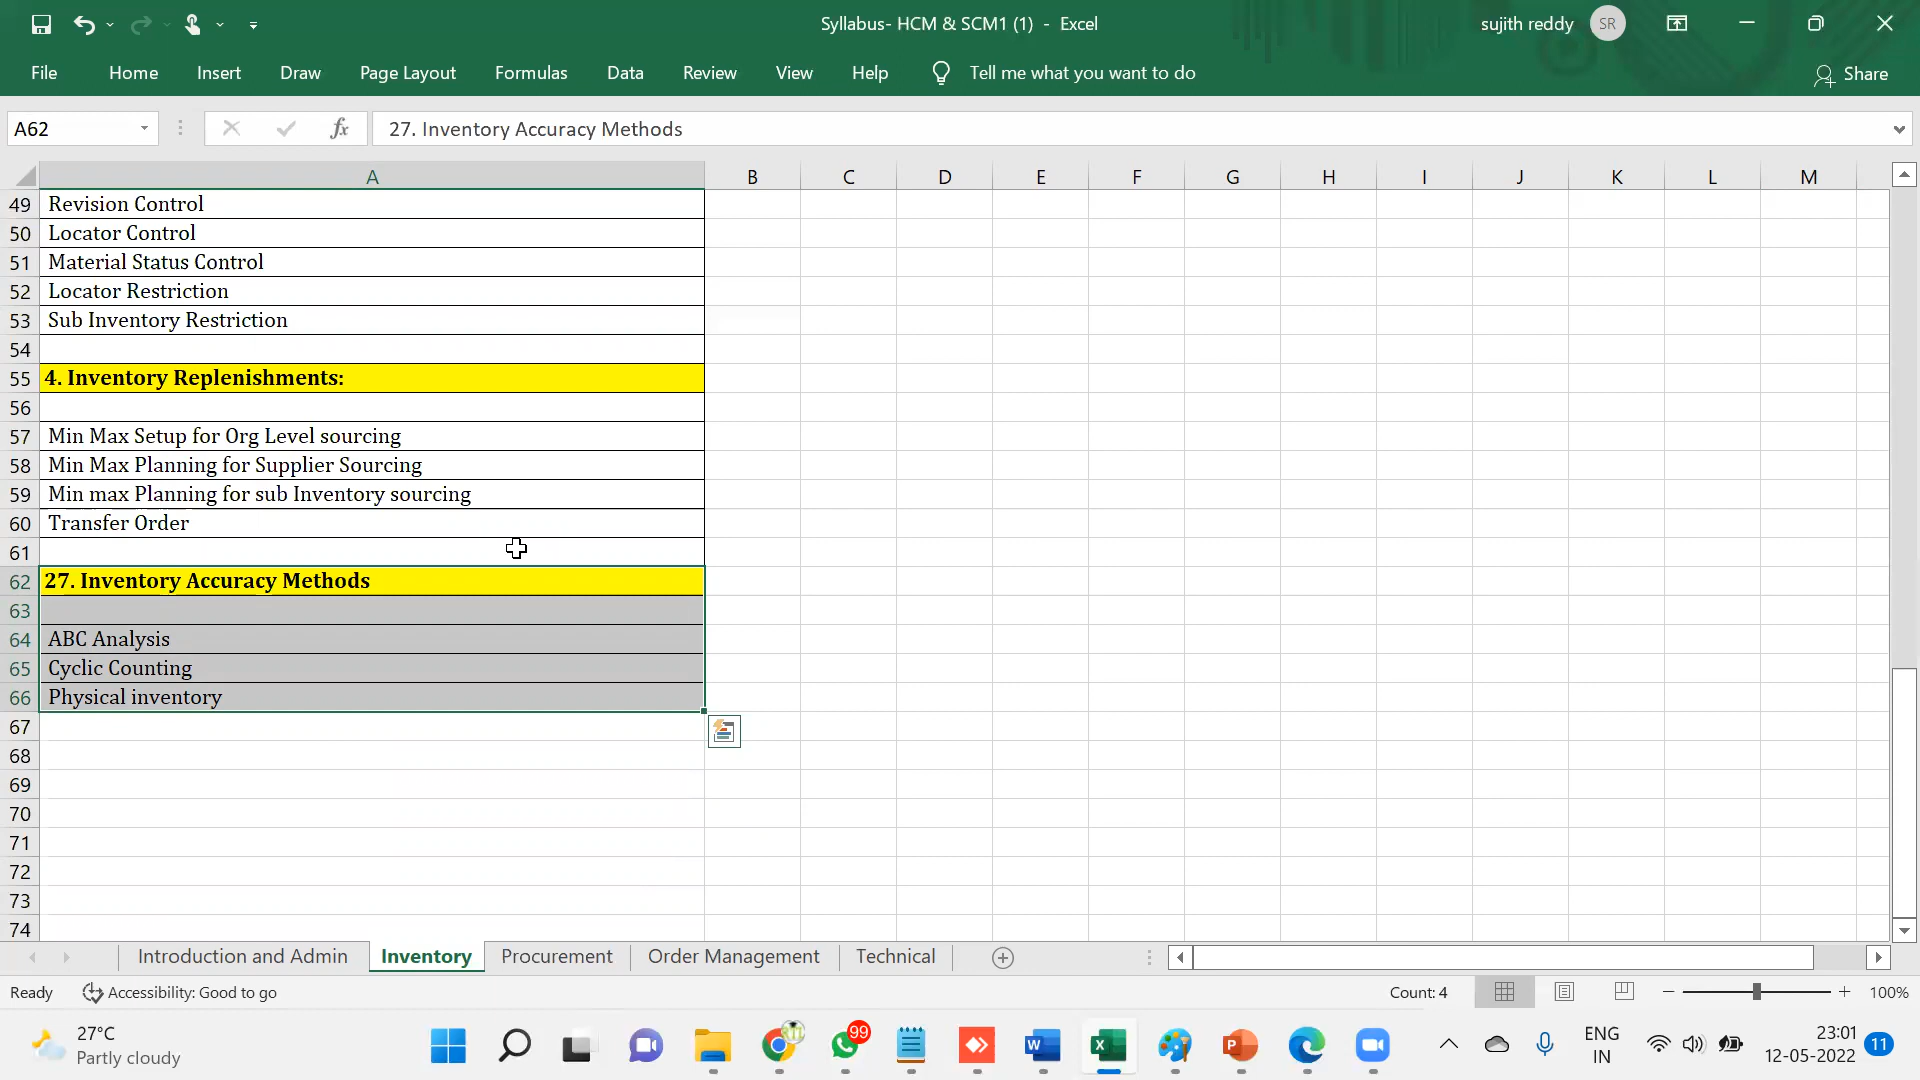 Syllabus- HCM & SCM1 (1) - Excel
sujith reddy
SR
File Home Insert Draw Page Layout Formulas Data Review View Help Tell me what you want to do Share
A62 fx 27. Inventory Accuracy Methods
A B C D E F G H I J K L M
49 Revision Control
50 Locator Control
51 Material Status Control
52 Locator Restriction
53 Sub Inventory Restriction
54
55 4. Inventory Replenishments:
56
57 Min Max Setup for Org Level sourcing
58 Min Max Planning for Supplier Sourcing
59 Min max Planning for sub Inventory sourcing
60 Transfer Order
61
62 27. Inventory Accuracy Methods
63
64 ABC Analysis
65 Cyclic Counting
66 Physical inventory
67
68
69
70
71
72
73
74
Introduction and Admin Inventory Procurement Order Management Technical
Ready Accessibility: Good to go Count: 4 100%
27°C
Partly cloudy
99
W
X
P
ENG
IN
23:01
12-05-2022
11